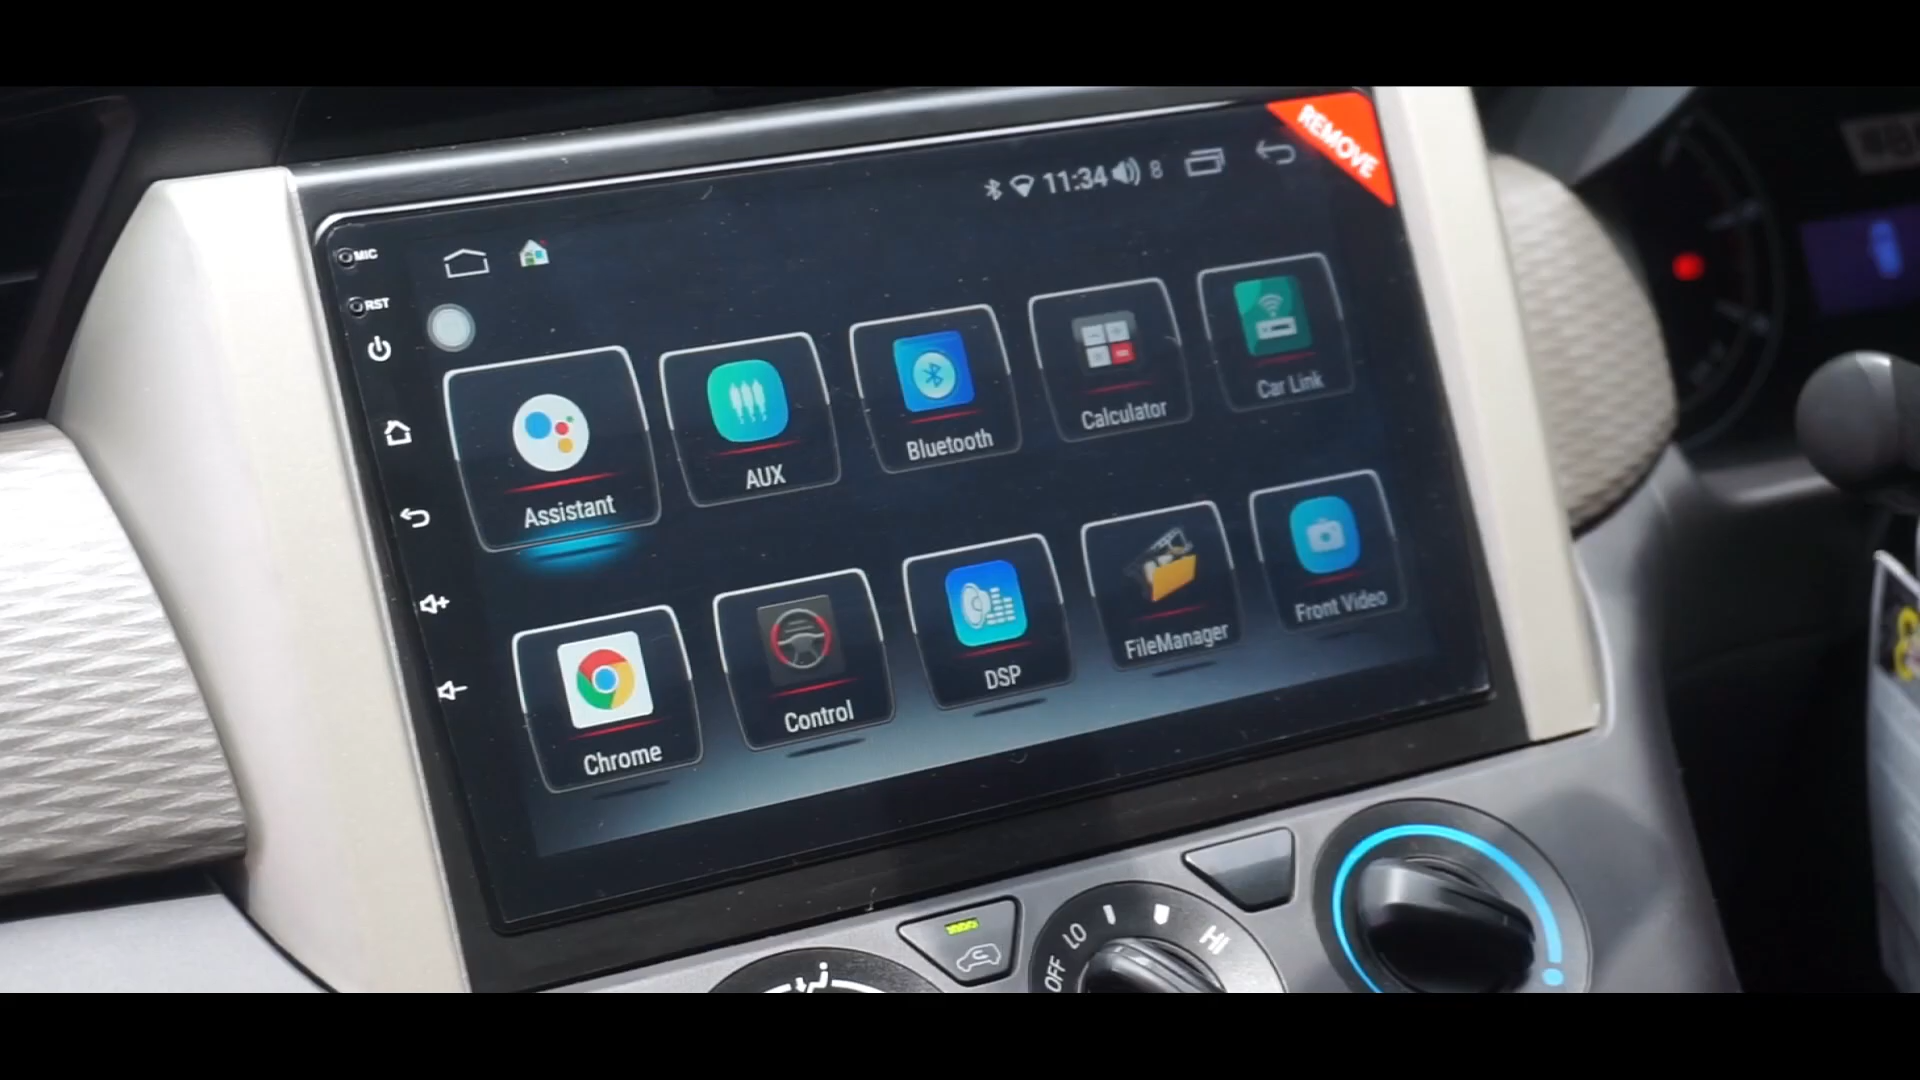 REMOVE
11:34 8
MIC
RST
Assistant
AUX
Bluetooth
Calculator
Car Link
Chrome
Control
DSP
FileManager
Front Video
OFF
LO
HI